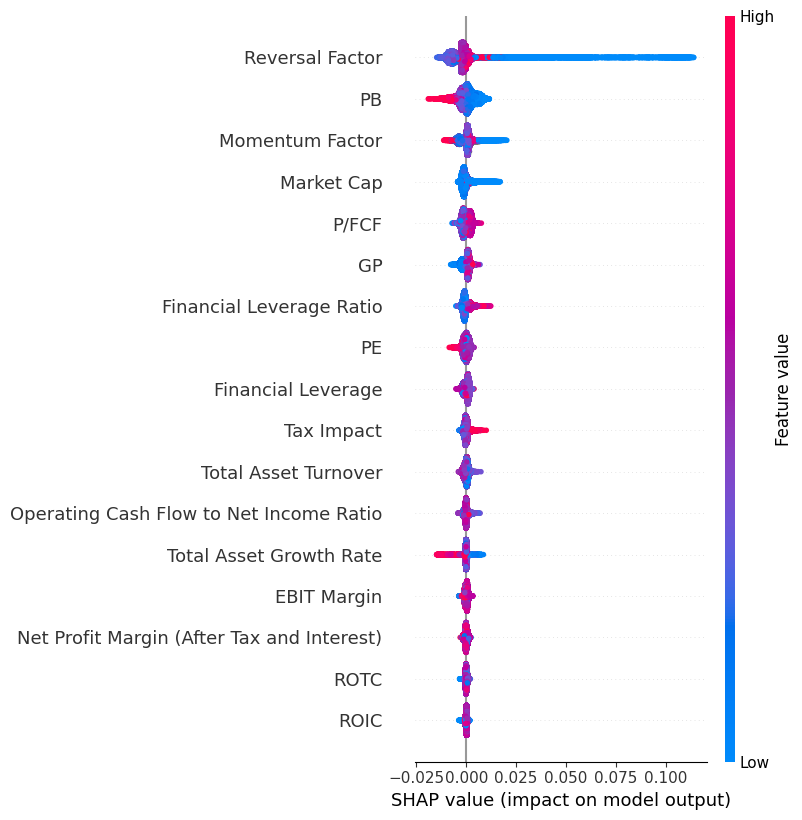 High
Reversal Factor
PB
Momentum Factor
Market Cap
P/FCF
GP
Financial Leverage Ratio
PE
Financial Leverage
Tax Impact
Total Asset Turnover
Operating Cash Flow to Net Income Ratio
Total Asset Growth Rate
EBIT Margin
Net Profit Margin (After Tax and Interest)
ROTC
ROIC
Feature value
Low
−0.025 0.000 0.025 0.050 0.075 0.100
SHAP value (impact on model output)